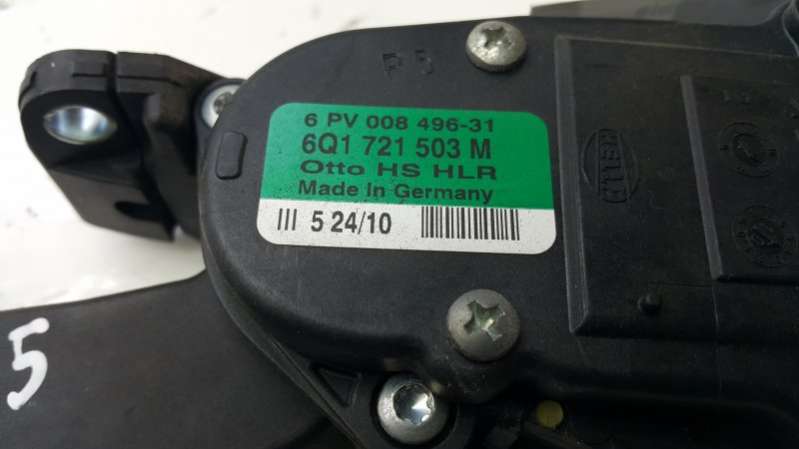 P5
6 PV 008 496-31
6Q1 721 503 M
Otto HS HLR
Made In Germany
III 5 24/10
HELLA
5